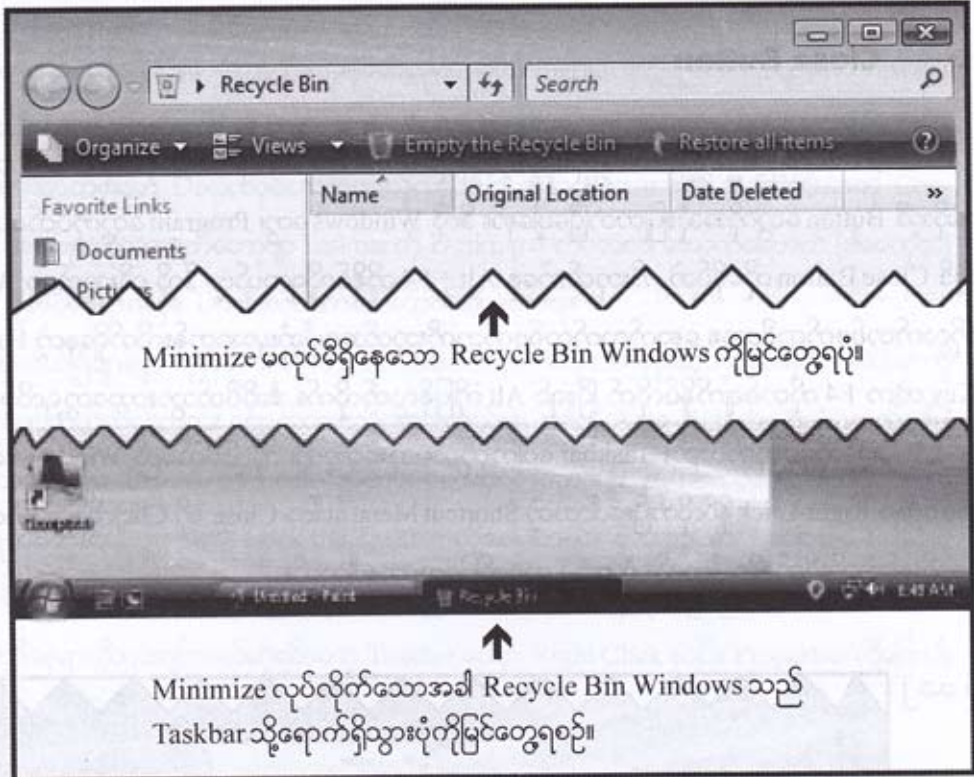 Recycle Bin
Search
Organize
Views
Empty the Recycle Bin
Restore all items
Favorite Links
Name
Original Location
Date Deleted
»
Documents
Minimize မလုပ်မီရှိနေသော Recycle Bin Windows ကိုမြင်တွေ့ရပုံ။
Untitled - Paint
Recycle Bin
Minimize လုပ်လိုက်သောအခါ Recycle Bin Windows သည်
Taskbar သို့ရောက်ရှိသွားပုံကိုမြင်တွေ့ရစဉ်။